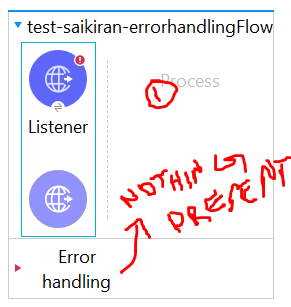 test-saikiran-errorhandlingFlow
Process
1
Listener
NOTHING
PRESENT
Error
handling